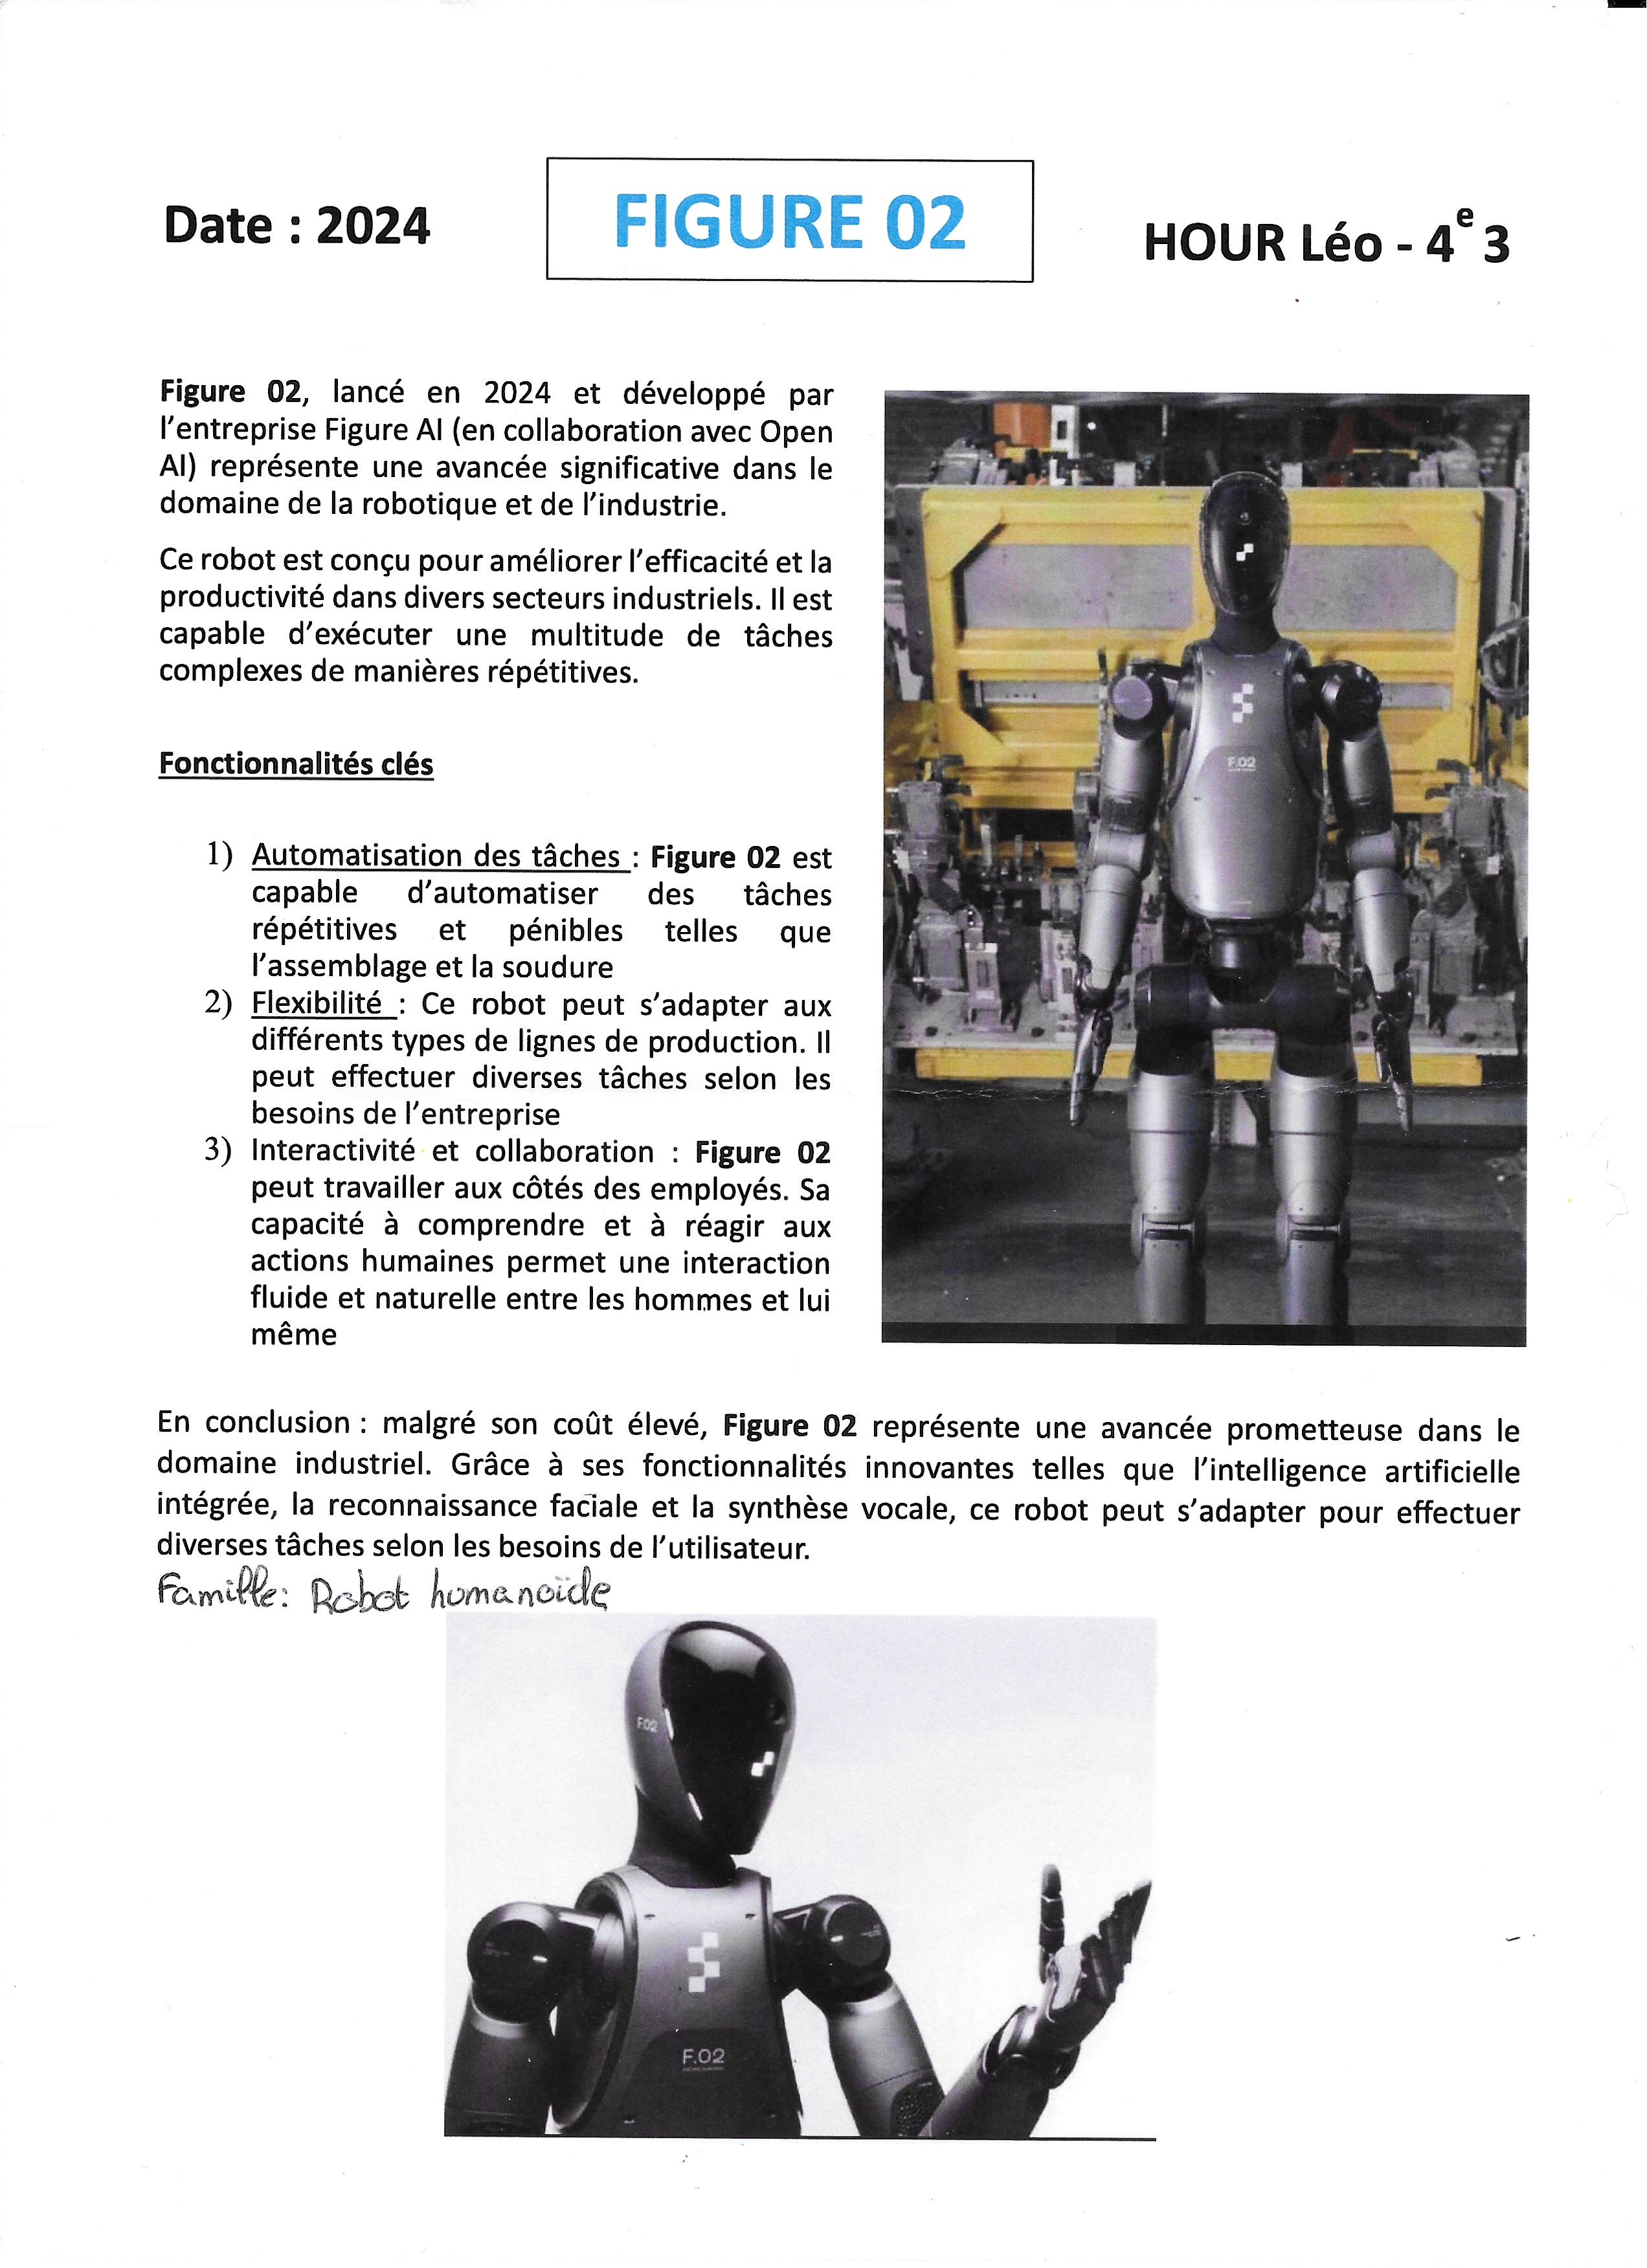 Date : 2024
FIGURE 02
HOUR Léo - 4e3
Figure 02, lancé en 2024 et développé par
l'entreprise Figure AI (en collaboration avec Open
AI) représente une avancée significative dans le
domaine de la robotique et de l'industrie.
Ce robot est conçu pour améliorer l'efficacité et la
productivité dans divers secteurs industriels. Il est
capable d'exécuter une multitude de tâches
complexes de manières répétitives.
Fonctionnalités clés
1) Automatisation des tâches : Figure 02 est
capable d'automatiser des tâches
répétitives et pénibles telles que
l'assemblage et la soudure
2) Flexibilité : Ce robot peut s'adapter aux
différents types de lignes de production. Il
peut effectuer diverses tâches selon les
besoins de l'entreprise
3) Interactivité et collaboration : Figure 02
peut travailler aux côtés des employés. Sa
capacité à comprendre et à réagir aux
actions humaines permet une interaction
fluide et naturelle entre les hommes et lui
même
F.02
En conclusion : malgré son coût élevé, Figure 02 représente une avancée prometteuse dans le
domaine industriel. Grâce à ses fonctionnalités innovantes telles que l'intelligence artificielle
intégrée, la reconnaissance faciale et la synthèse vocale, ce robot peut s'adapter pour effectuer
diverses tâches selon les besoins de l'utilisateur.
Famille: Robot humanoïde
F.02
F.02